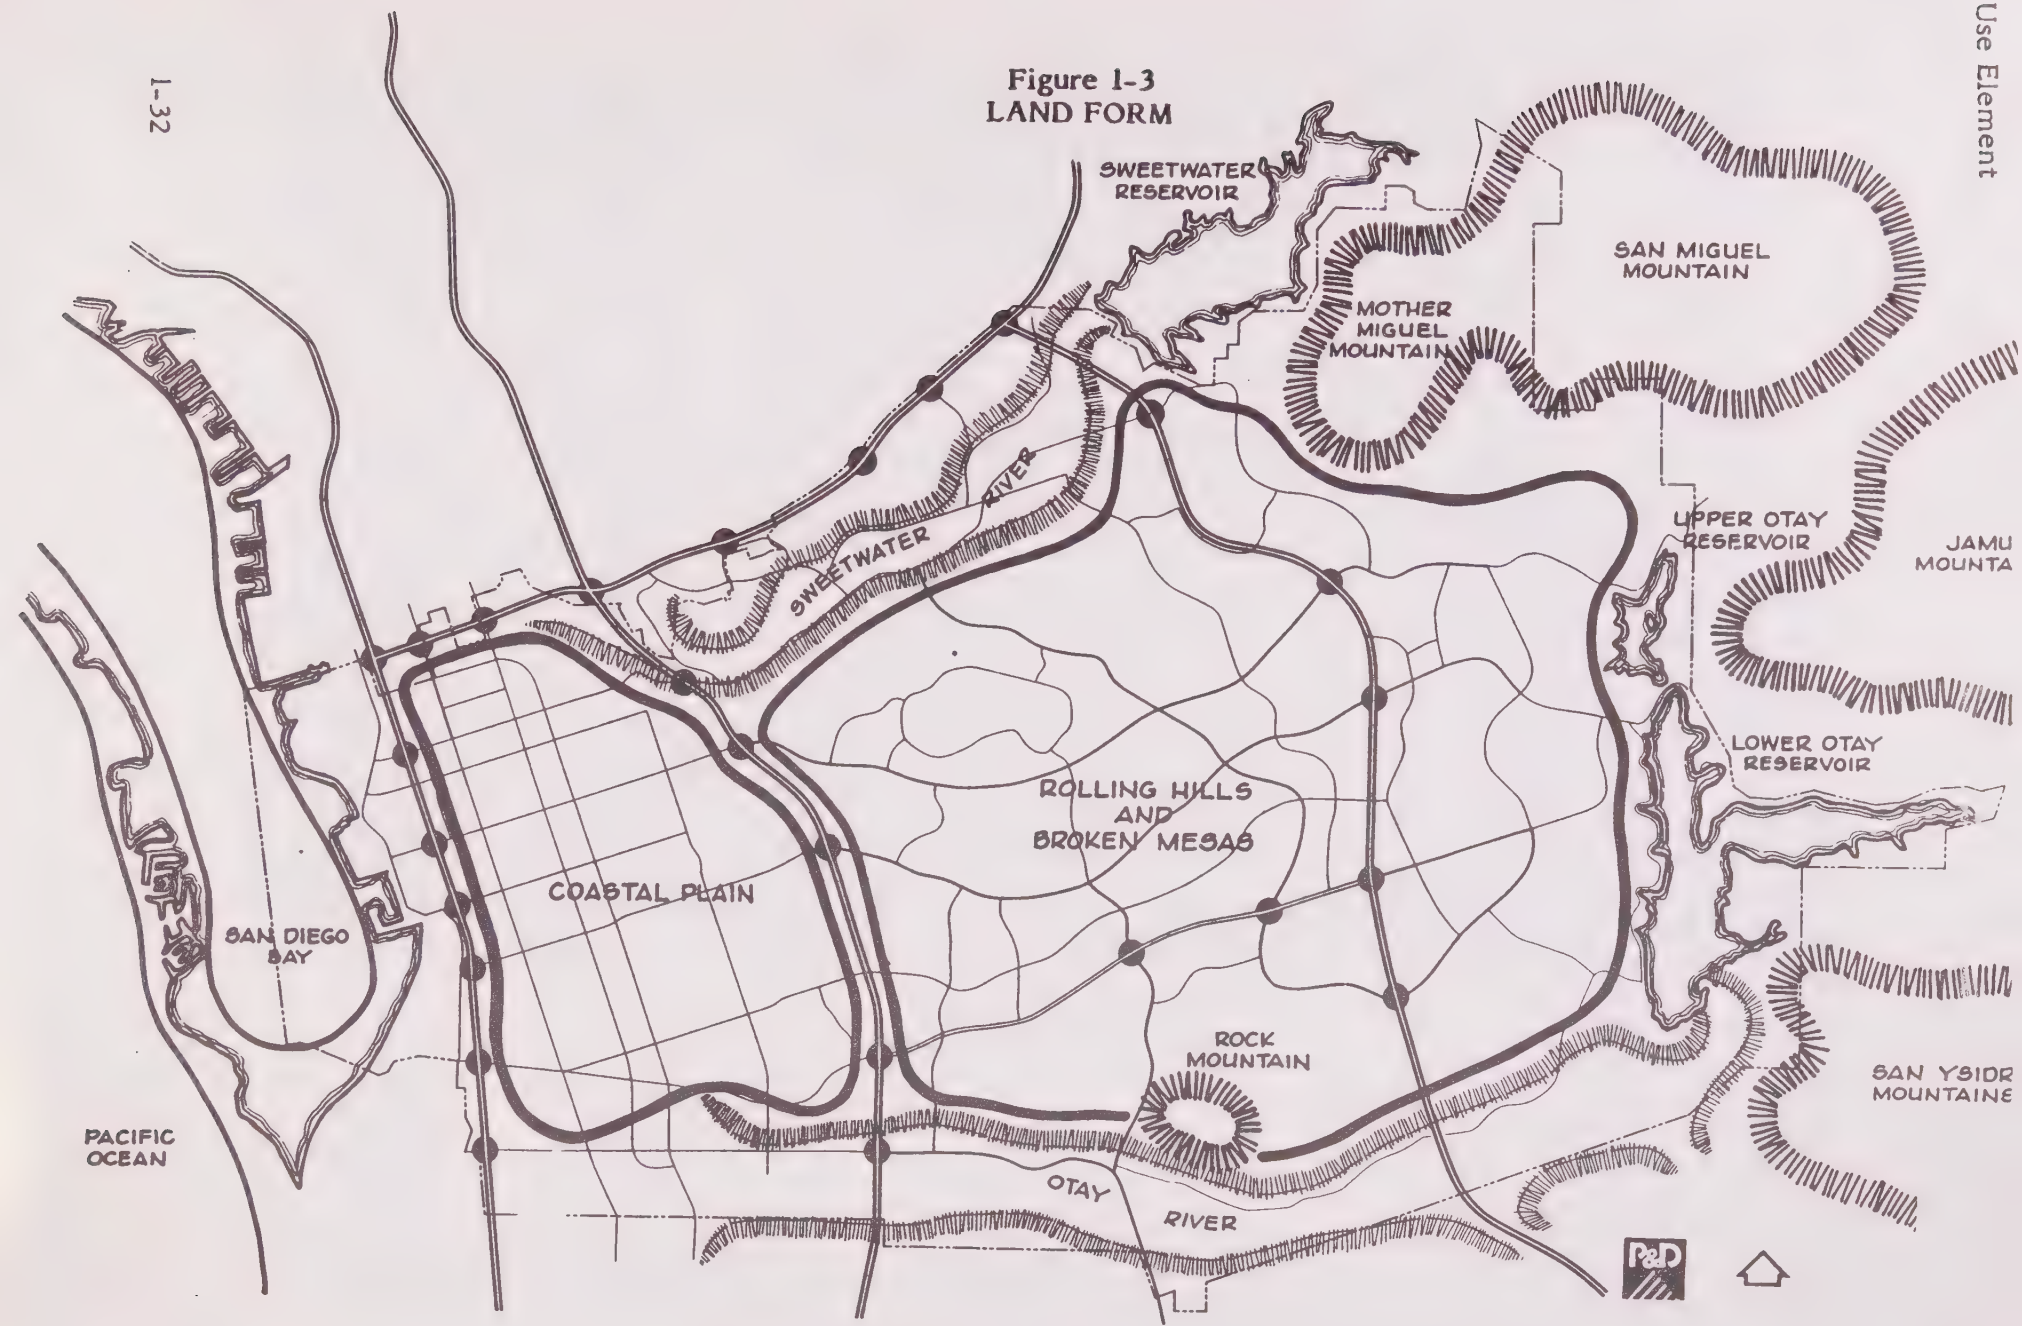 Use Element
1-32
Figure 1-3
LAND FORM
SWEETWATER
RESERVOIR
SAN MIGUEL
MOUNTAIN
MOTHER
MIGUEL
MOUNTAIN
UPPER OTAY
RESERVOIR
JAMU
MOUNTA
SWEETWATER RIVER
LOWER OTAY
RESERVOIR
ROLLING HILLS
AND
BROKEN MESAS
COASTAL PLAIN
SAN DIEGO
BAY
ROCK
MOUNTAIN
SAN YSIDR
MOUNTAINS
PACIFIC
OCEAN
OTAY RIVER
P&D